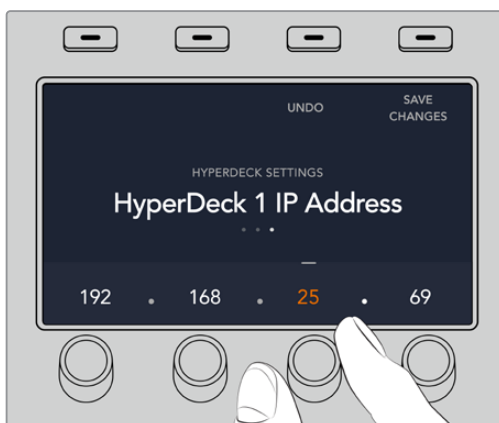 UNDO
SAVE
CHANGES
HYPERDECK SETTINGS
HyperDeck 1 IP Address
192 . 168 . 25 . 69